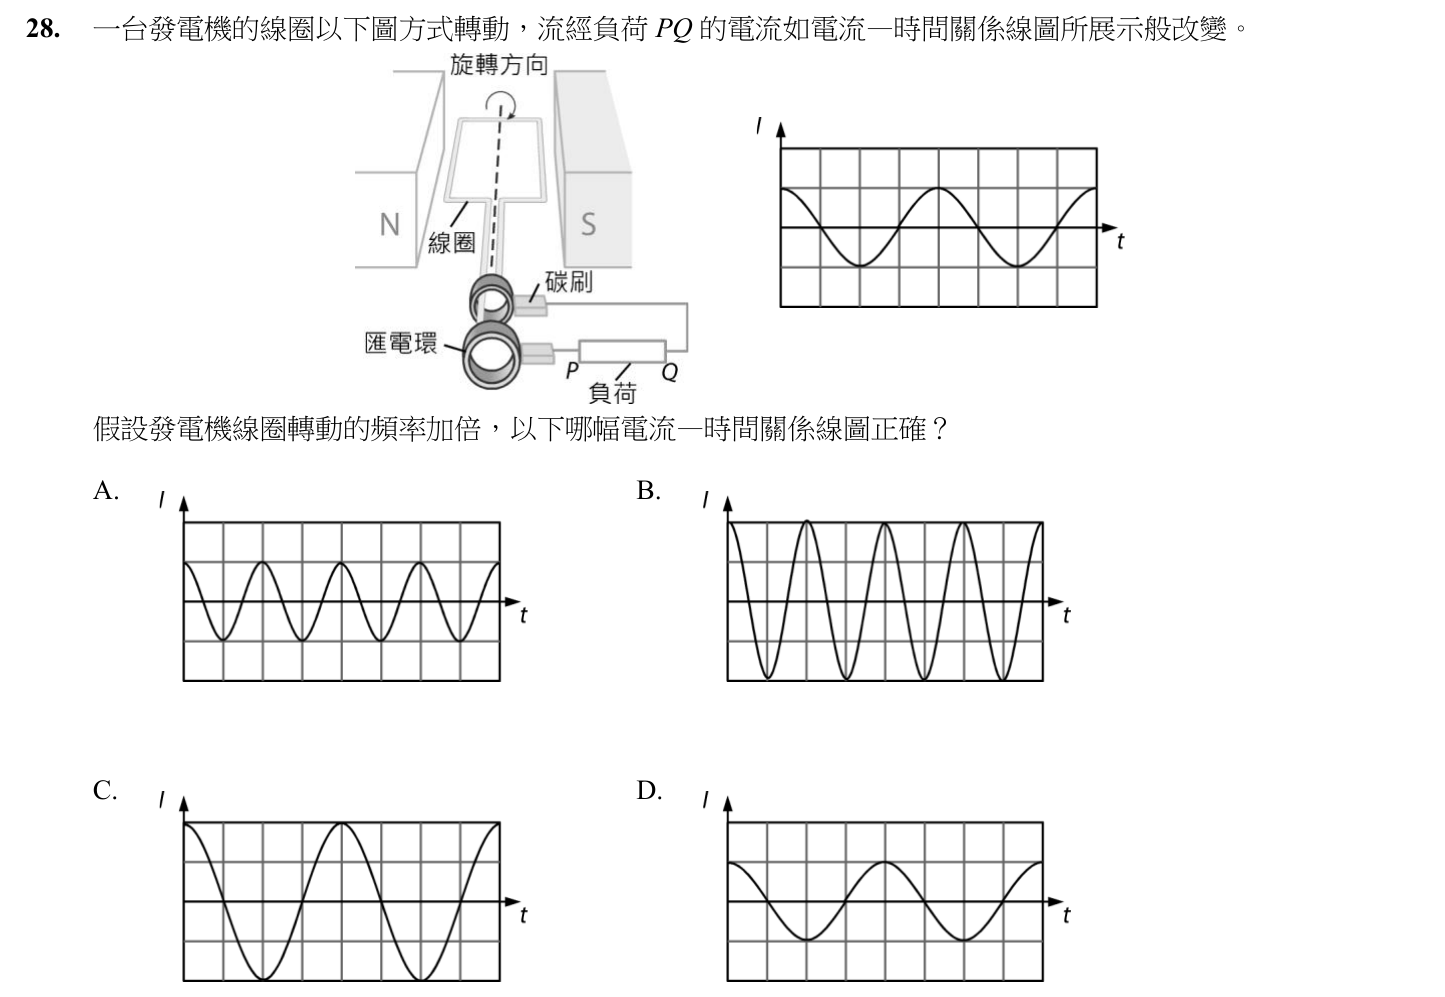 28. 一台發電機的線圈以下圖方式轉動，流經負荷 PQ 的電流如電流—時間關係線圖所展示般改變。
旋轉方向
I
N
S
線圈
t
碳刷
匯電環
P
Q
負荷
假設發電機線圈轉動的頻率加倍，以下哪幅電流—時間關係線圖正確？
A.
I
t
B.
I
t
C.
I
t
D.
I
t